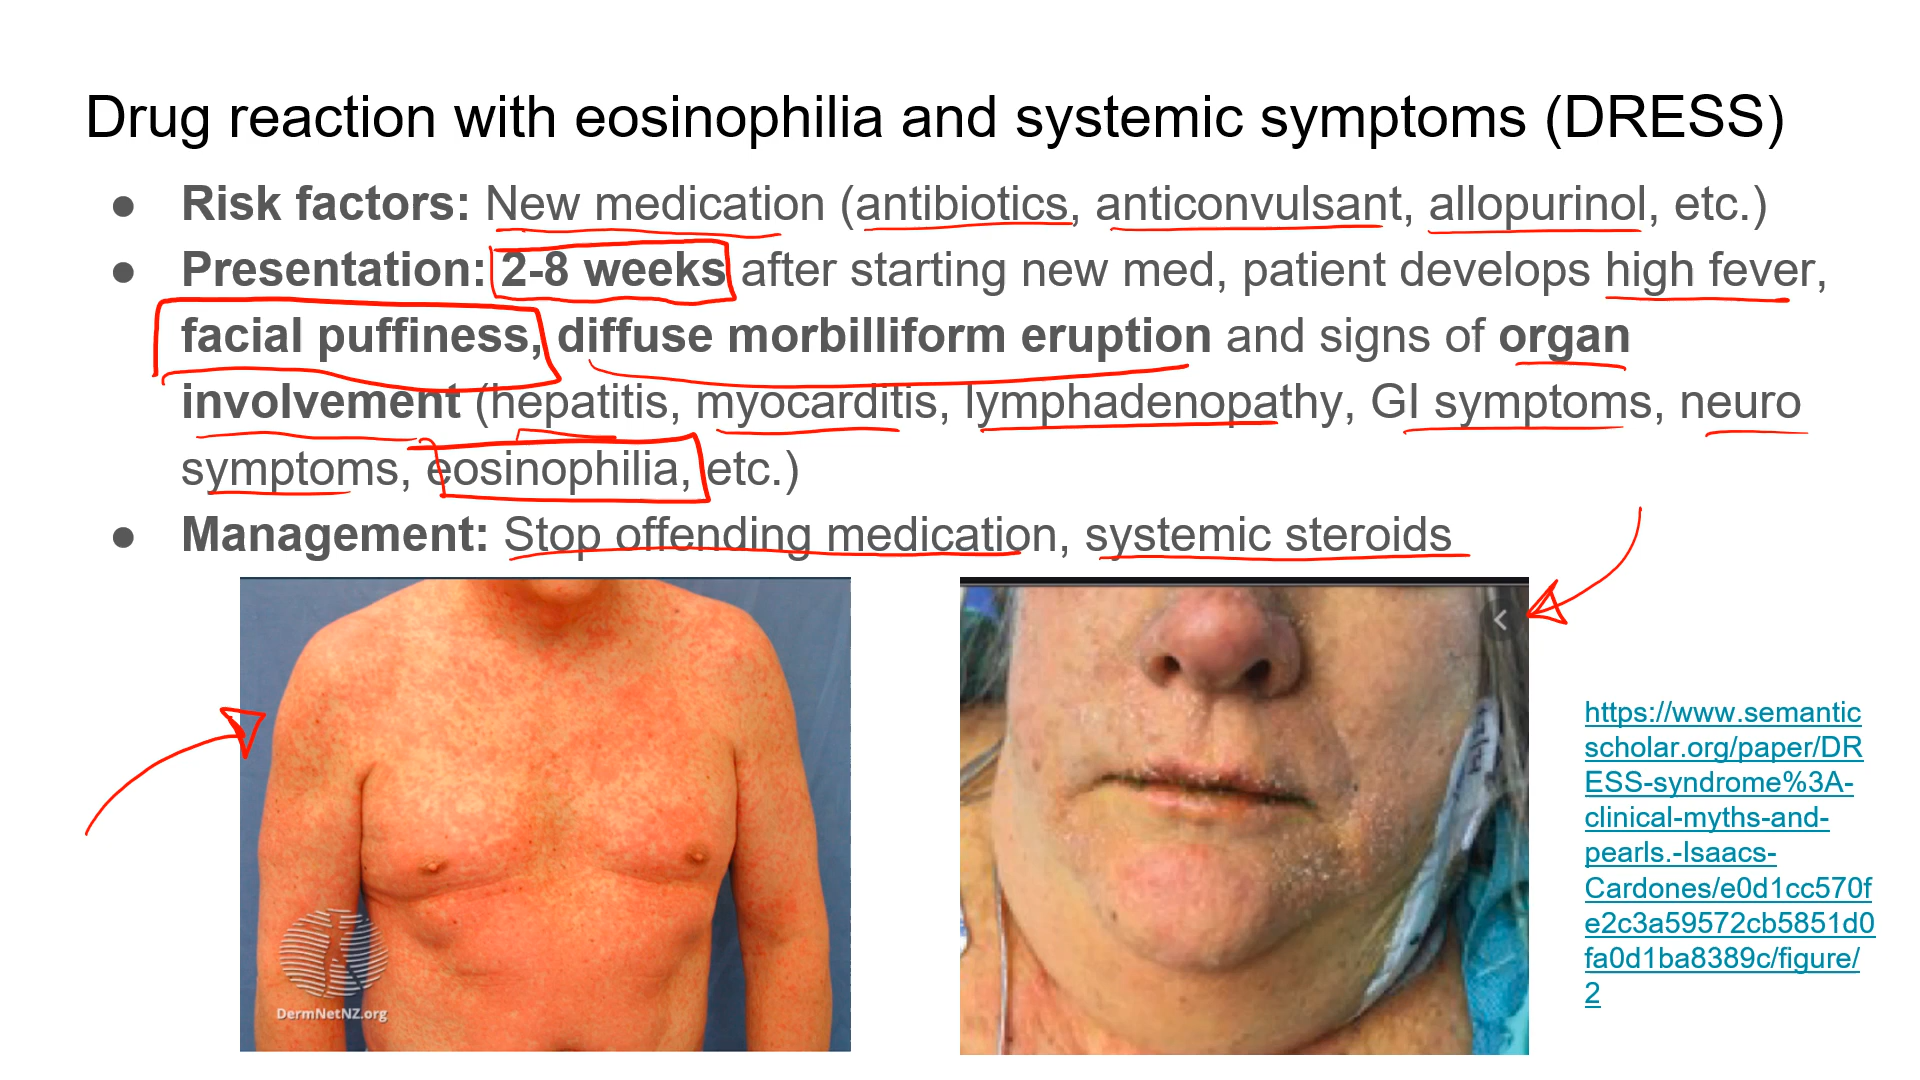 Drug reaction with eosinophilia and systemic symptoms (DRESS)
● Risk factors: New medication (antibiotics, anticonvulsant, allopurinol, etc.)
● Presentation: 2-8 weeks after starting new med, patient develops high fever,
facial puffiness, diffuse morbilliform eruption and signs of organ
involvement (hepatitis, myocarditis, lymphadenopathy, GI symptoms, neuro
symptoms, eosinophilia, etc.)
● Management: Stop offending medication, systemic steroids
https://www.semantic
scholar.org/paper/DR
ESS-syndrome%3A-
clinical-myths-and-
pearls.-Isaacs-
Cardones/e0d1cc570f
e2c3a59572cb5851d0
fa0d1ba8389c/figure/
2
DermNetNZ.org